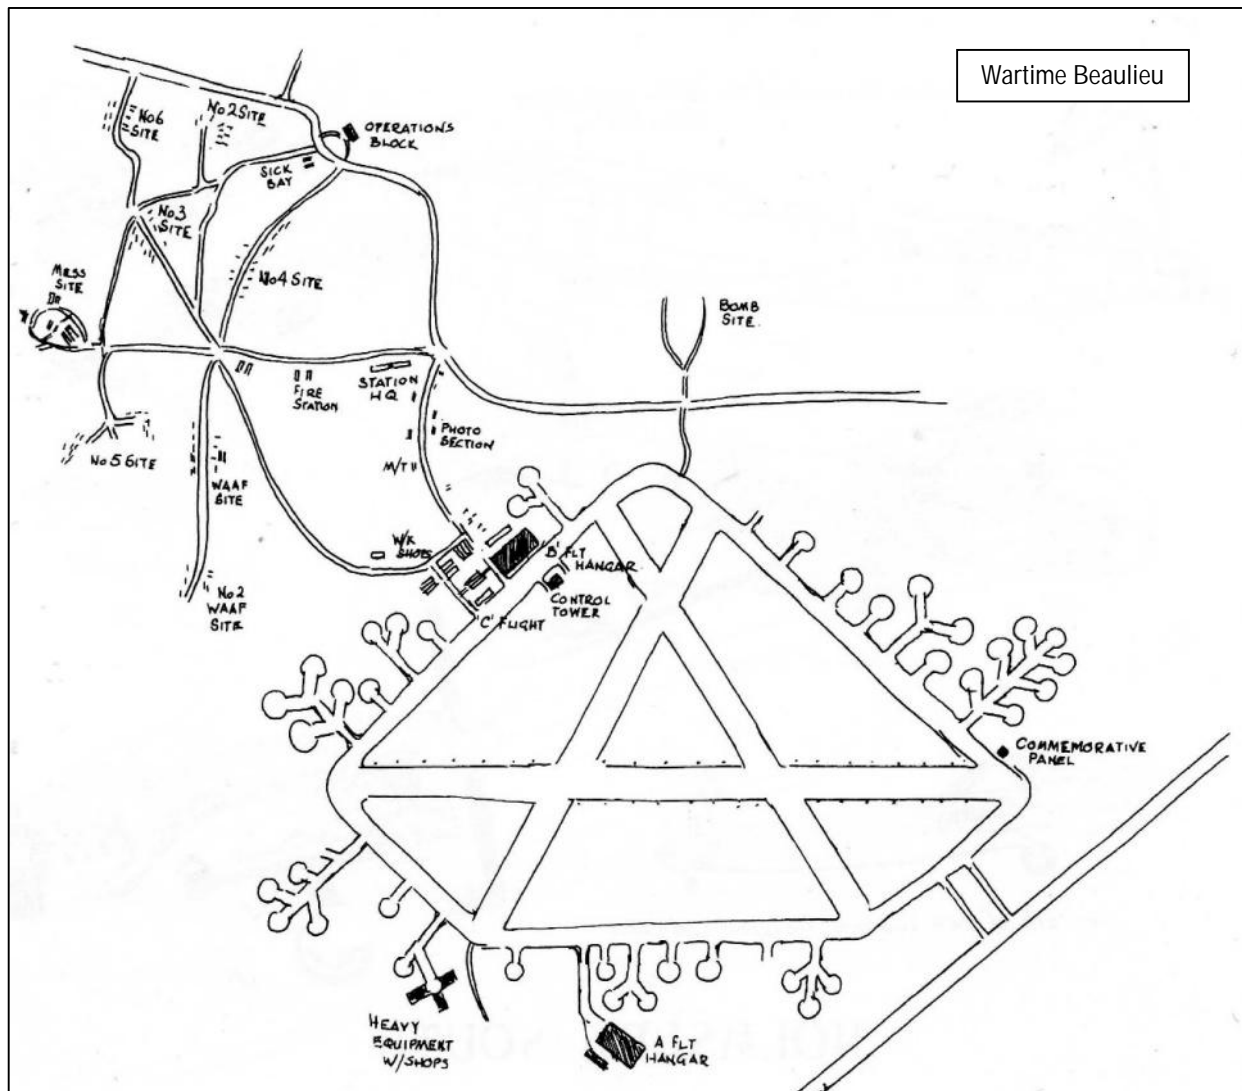 Wartime Beaulieu
No6
SITE
No2 SITE
OPERATIONS
BLOCK
SICK
BAY
No3
SITE
No4 SITE
MESS
SITE
BOMB
SITE.
STATION
HQ
FIRE
STATION
PHOTO
SECTION
M/T
No 5 SITE
WAAF
SITE
W/K
SHOPS
'B' FLT
HANGAR
CONTROL
TOWER
'C' FLIGHT
No2
WAAF
SITE
COMMEMORATIVE
PANEL
HEAVY
EQUIPMENT
W/SHOPS
A FLT
HANGAR